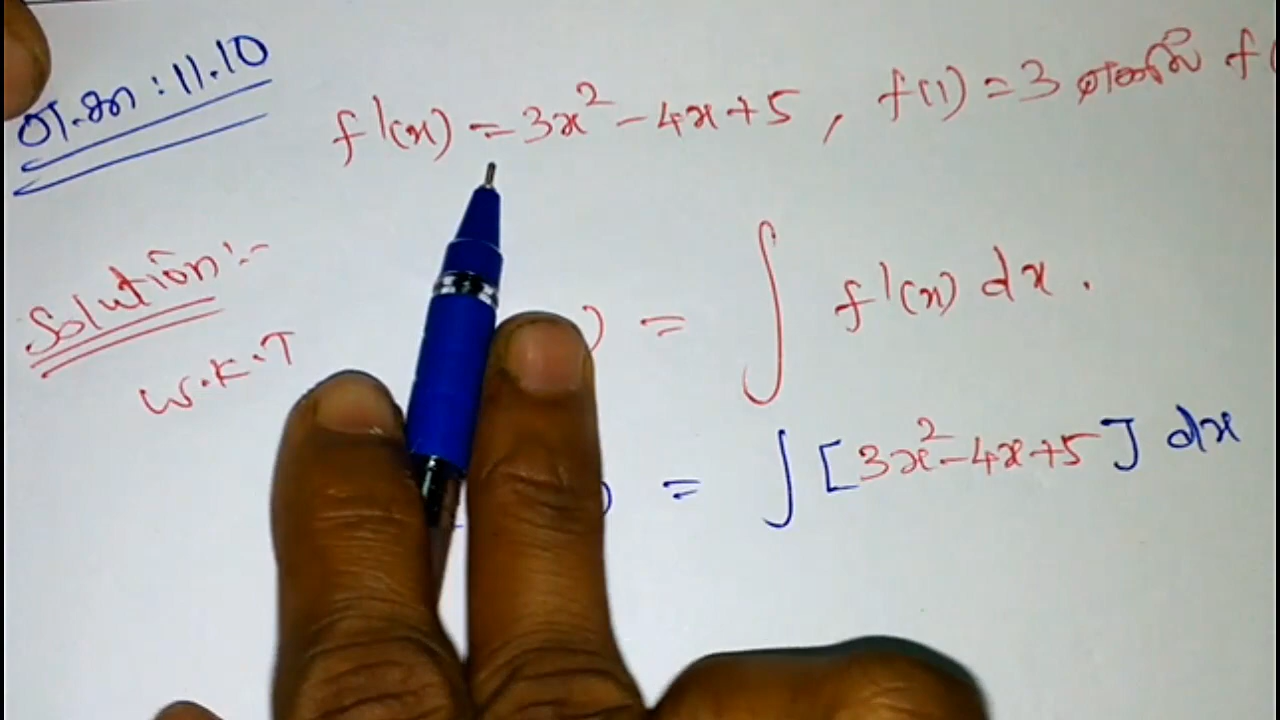 எ.கா : 11.10
f'(x) = 3x² - 4x + 5 , f(1) = 3 எனில் f(
Solution :-
W.K.T ) = ∫ f'(x) dx .
) = ∫ [3x² - 4x + 5] dx